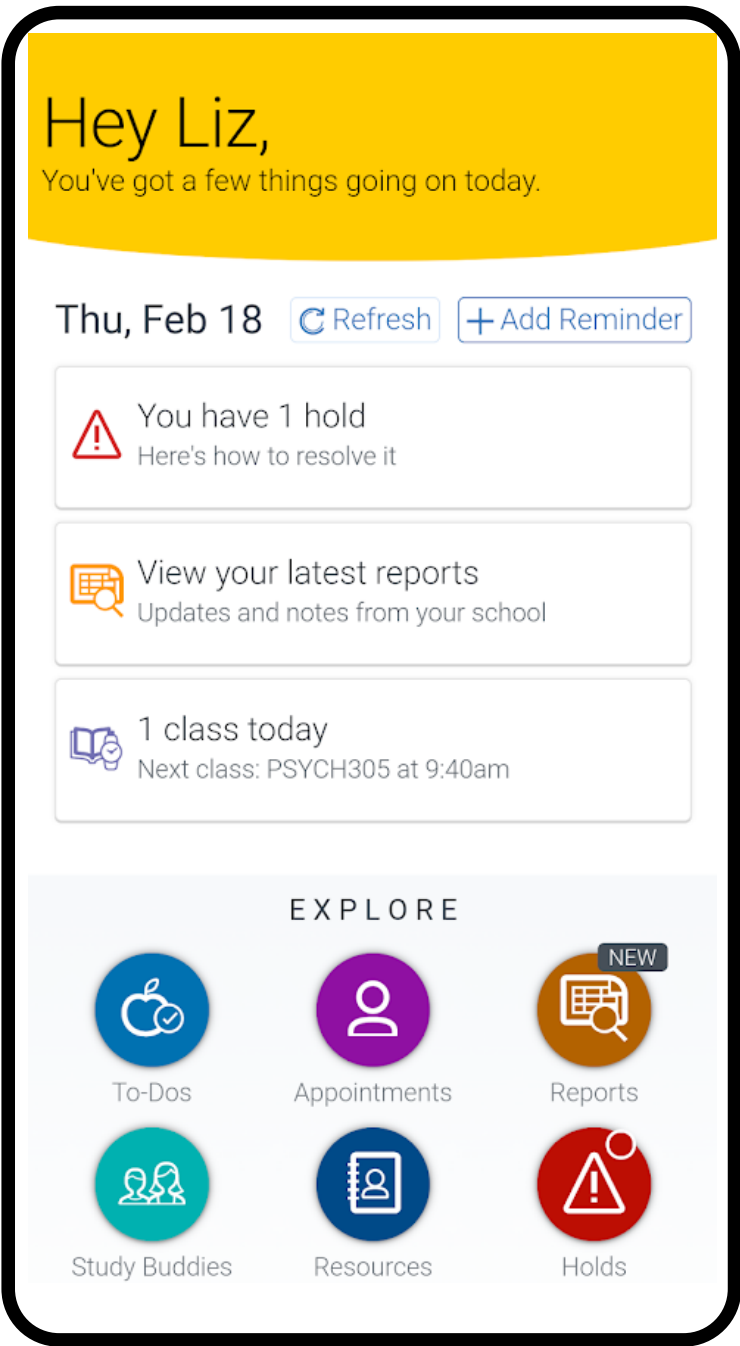 Hey Liz,
You've got a few things going on today.
Thu, Feb 18
Refresh
Add Reminder
You have 1 hold
Here's how to resolve it
View your latest reports
Updates and notes from your school
1 class today
Next class: PSYCH305 at 9:40am
EXPLORE
NEW
To-Dos
Appointments
Reports
Study Buddies
Resources
Holds